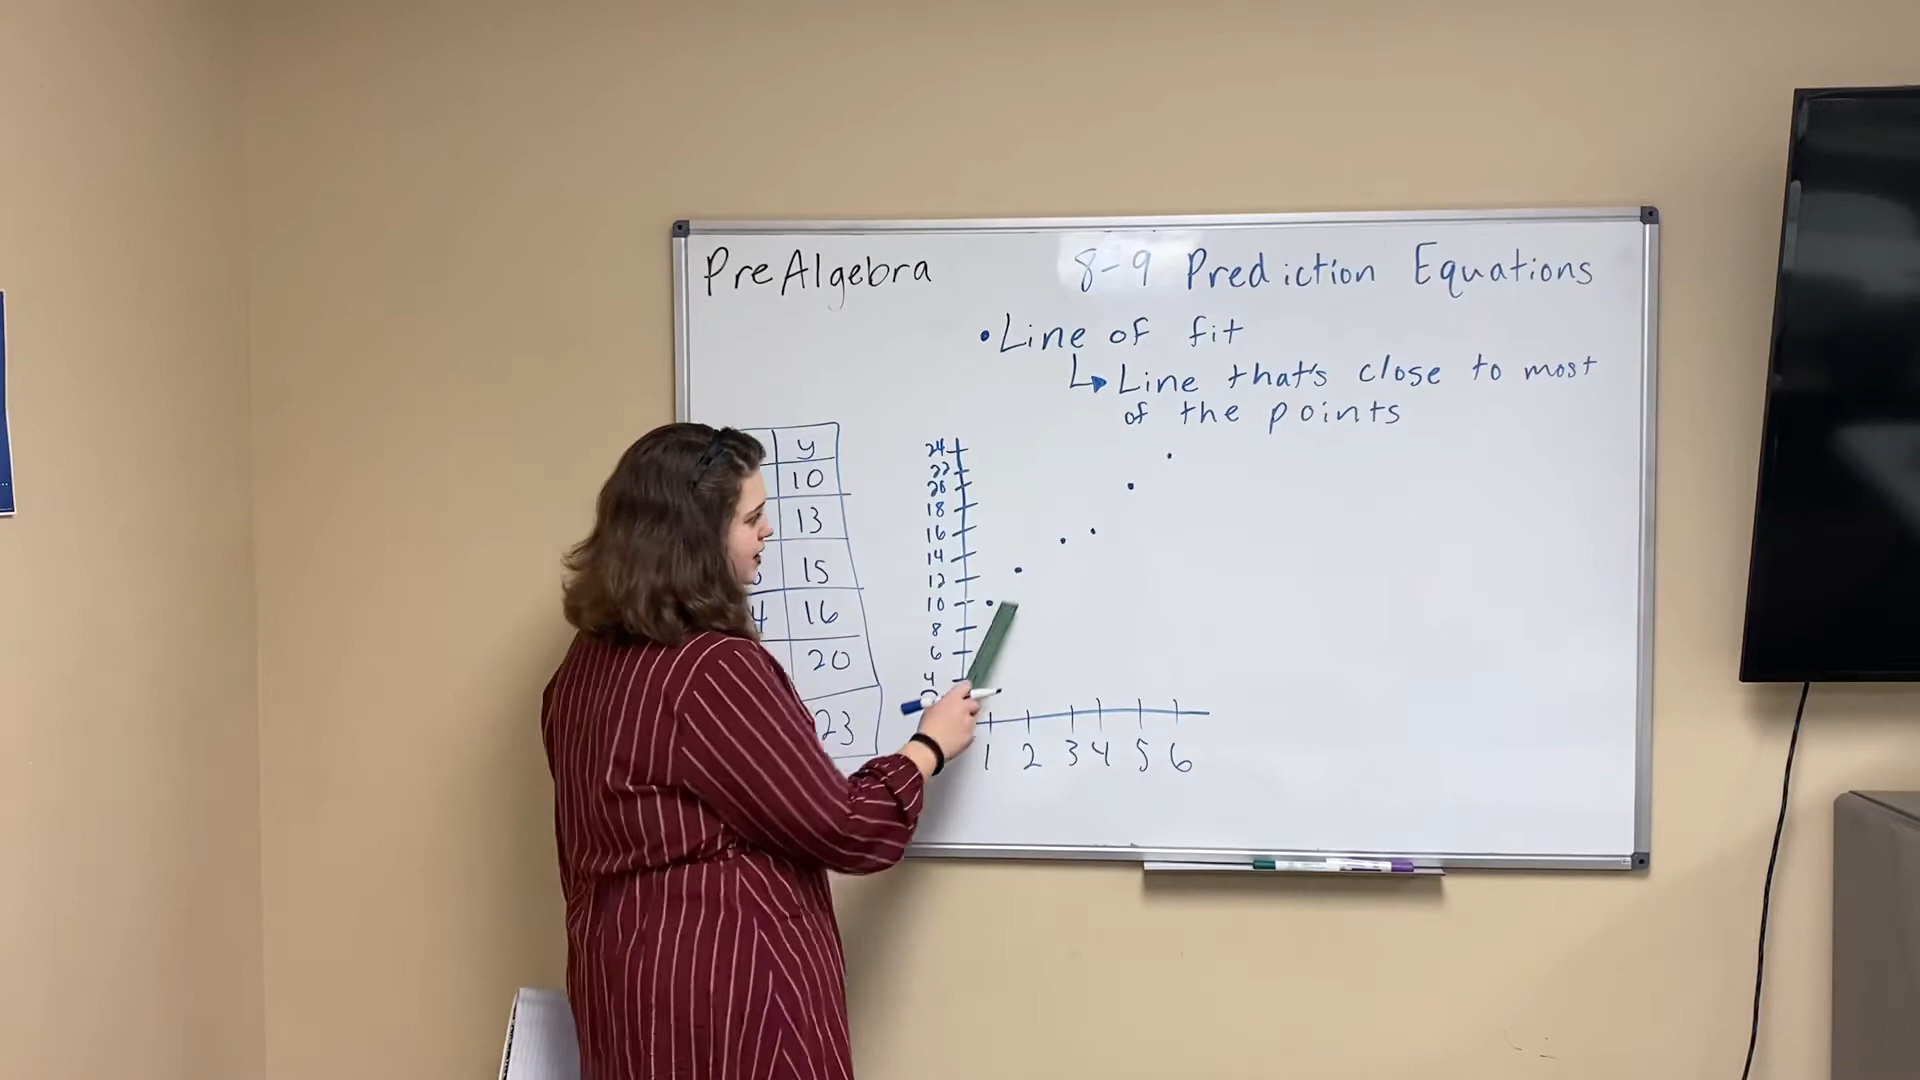 PreAlgebra
8-9 Prediction Equations
• Line of fit
↳ Line that's close to most
of the points
y
10
13
15
4 16
20
23
24
22
20
18
16
14
12
10
8
6
4
1 2 3 4 5 6